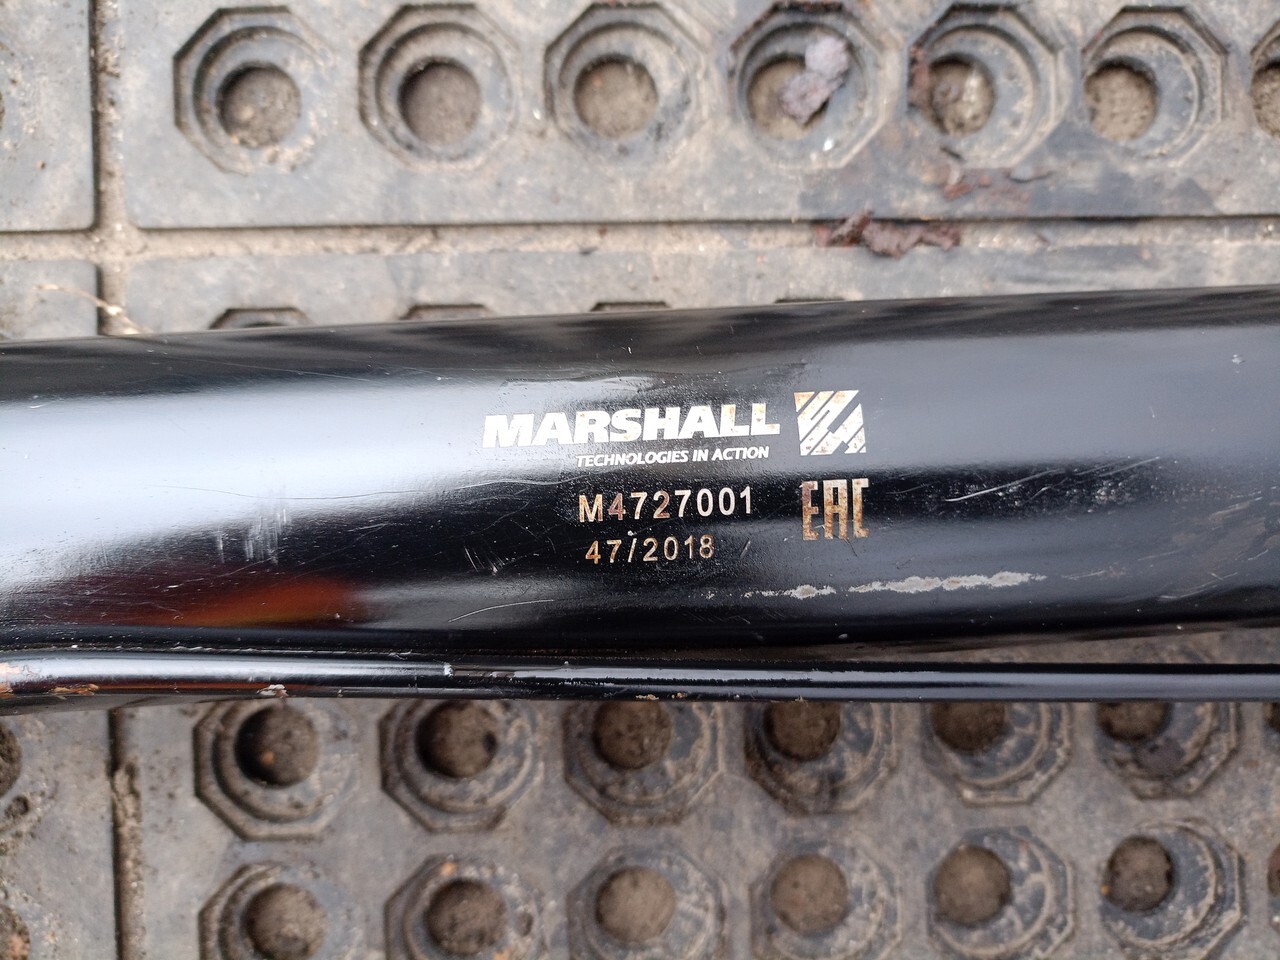 MARSHALL
TECHNOLOGIES IN ACTION
M4727001
EAC
47/2018